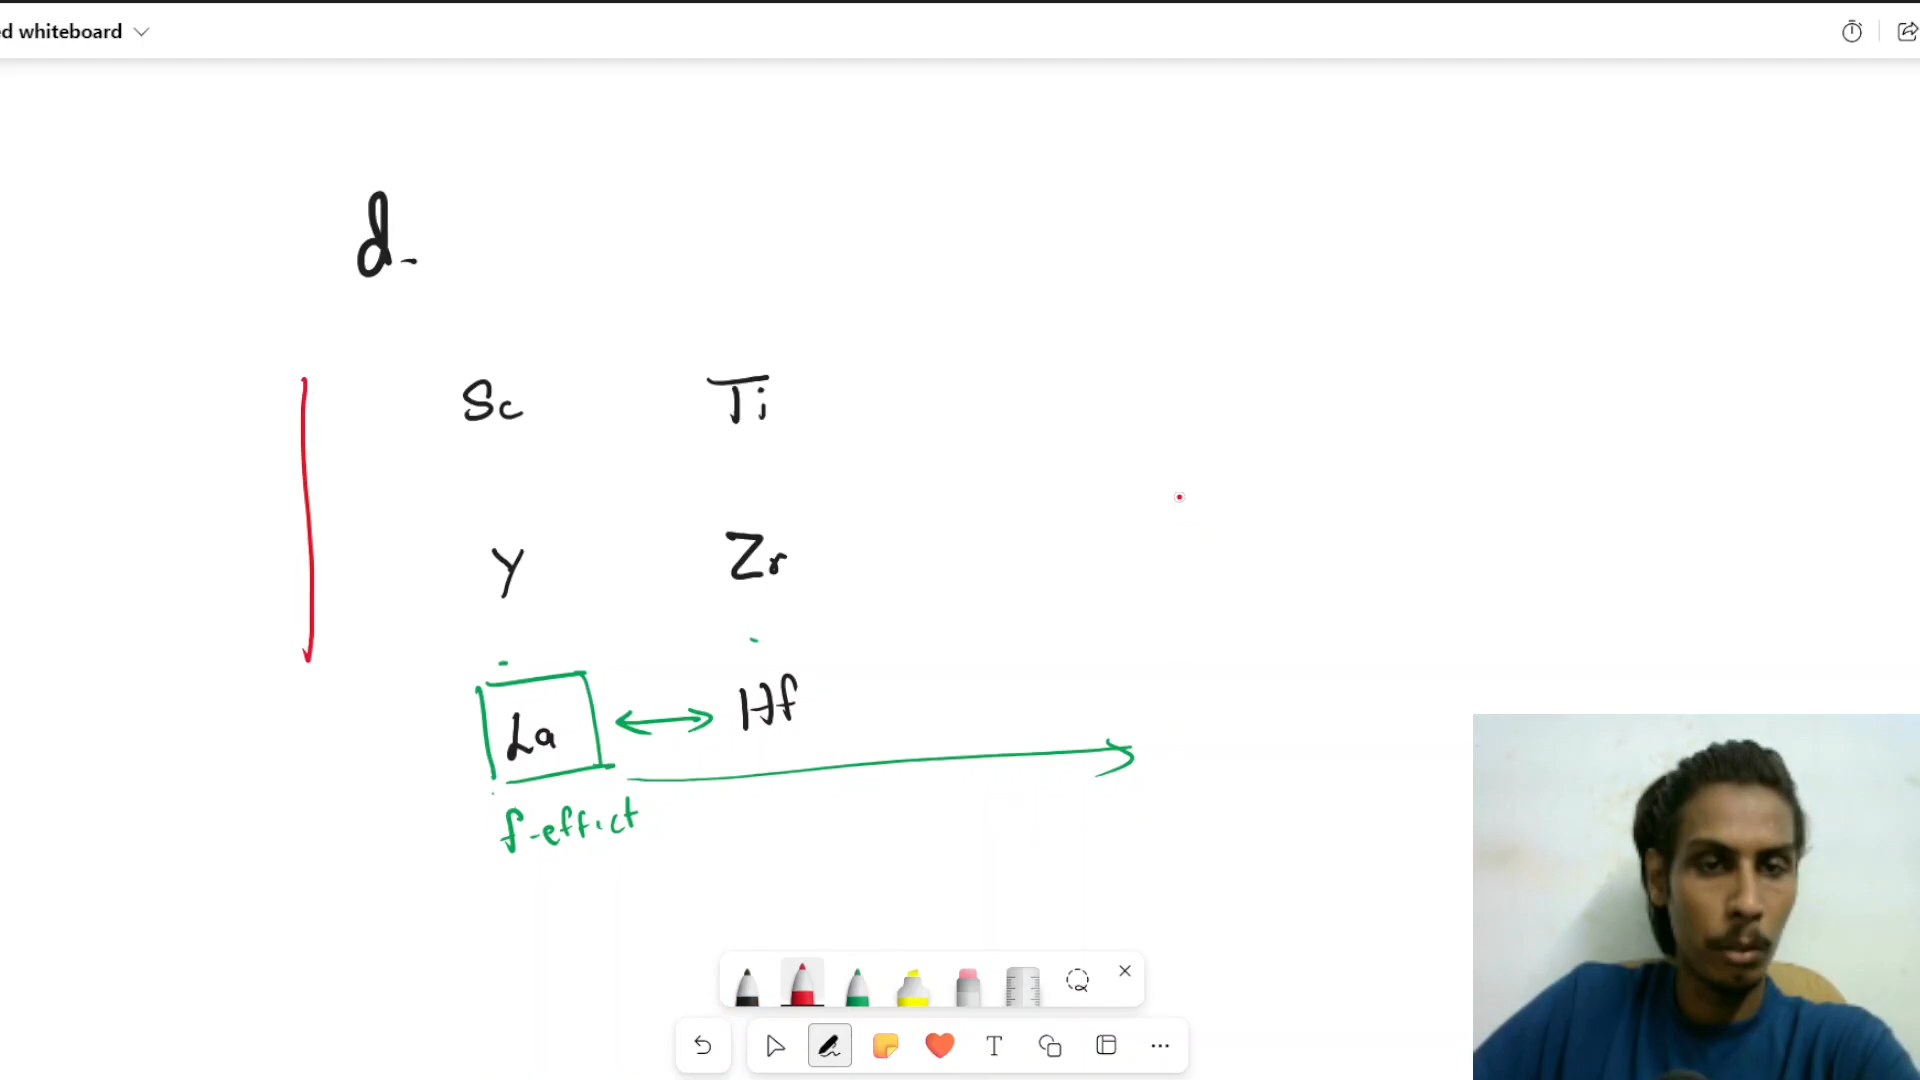 d whiteboard
d-
Sc Ti
Y Zr
La Hf
f-effect
T